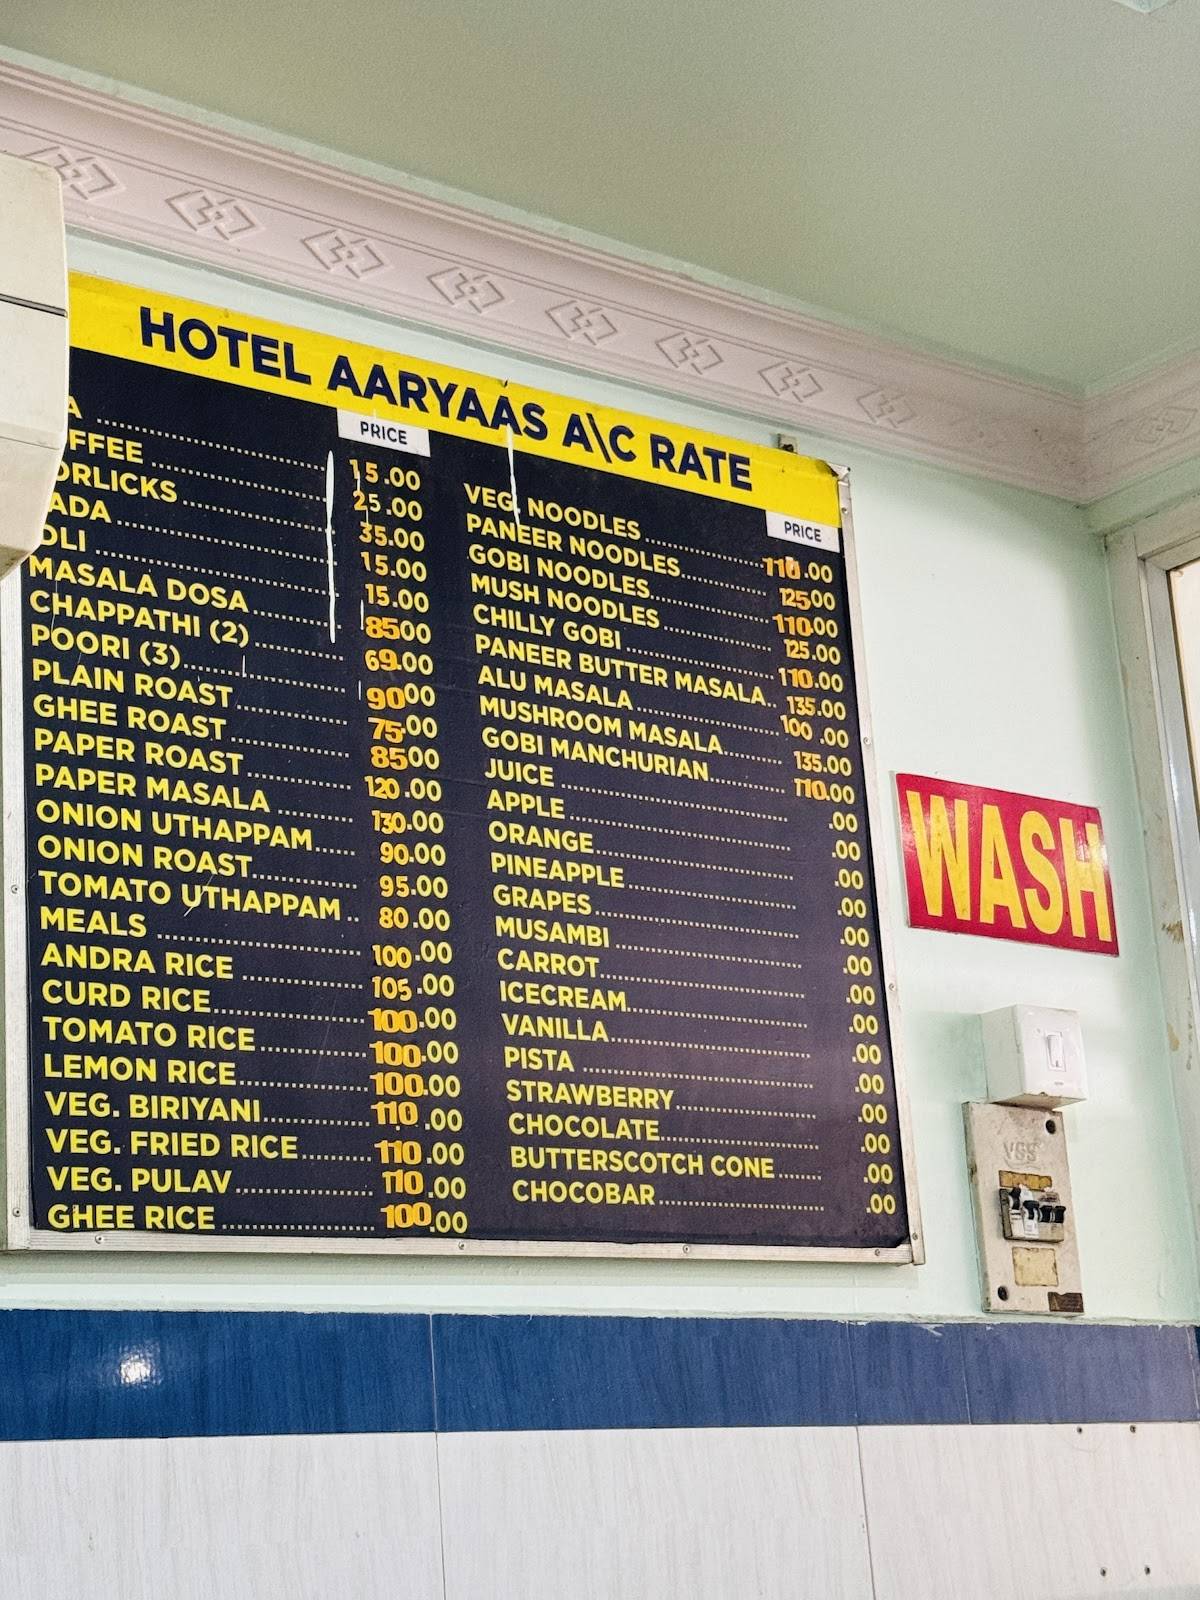 HOTEL AARYAAS A\C RATE
PRICE
A ........ 15.00
FFEE ........ 25.00
ORLICKS ........ 35.00
ADA ........ 15.00
OLI ........ 15.00
MASALA DOSA ........ 8500
CHAPPATHI (2) ........ 69.00
POORI (3) ........ 9000
PLAIN ROAST ........ 75.00
GHEE ROAST ........ 8500
PAPER ROAST ........ 120.00
PAPER MASALA ........ 130.00
ONION UTHAPPAM ...... 90.00
ONION ROAST ........ 95.00
TOMATO UTHAPPAM .. 80.00
MEALS ........ 100.00
ANDRA RICE ........ 105.00
CURD RICE ........ 100.00
TOMATO RICE ........ 100.00
LEMON RICE ........ 100.00
VEG. BIRIYANI ........ 110.00
VEG. FRIED RICE ........ 110.00
VEG. PULAV ........ 110.00
GHEE RICE ........ 100.00
PRICE
VEG. NOODLES ........ 110.00
PANEER NOODLES ........ 12500
GOBI NOODLES ........ 11000
MUSH NOODLES ........ 125.00
CHILLY GOBI ........ 110.00
PANEER BUTTER MASALA .. 135.00
ALU MASALA ........ 100.00
MUSHROOM MASALA ........ 135.00
GOBI MANCHURIAN ........ 110.00
JUICE ........ .00
APPLE ........ .00
ORANGE ........ .00
PINEAPPLE ........ .00
GRAPES ........ .00
MUSAMBI ........ .00
CARROT ........ .00
ICECREAM ........ .00
VANILLA ........ .00
PISTA ........ .00
STRAWBERRY ........ .00
CHOCOLATE ........ .00
BUTTERSCOTCH CONE ....... .00
CHOCOBAR ........ .00
WASH
VGS